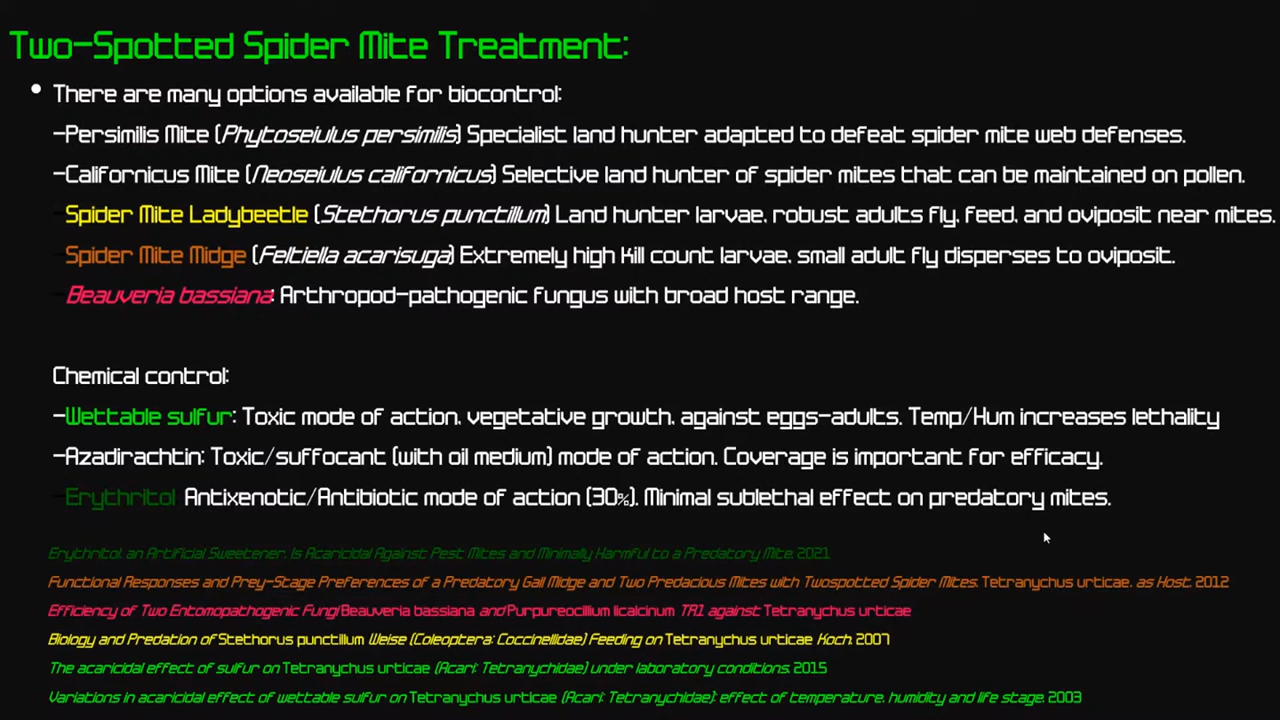 Two-Spotted Spider Mite Treatment:
• There are many options available for biocontrol:
-Persimilis Mite (Phytoseiulus persimilis) Specialist land hunter adapted to defeat spider mite web defenses.
-Californicus Mite (Neoseiulus californicus) Selective land hunter of spider mites that can be maintained on pollen.
-Spider Mite Ladybeetle (Stethorus punctillum) Land hunter larvae, robust adults fly, feed, and oviposit near mites.
-Spider Mite Midge (Feltiella acarisuga) Extremely high kill count larvae, small adult fly disperses to oviposit.
-Beauveria bassiana: Arthropod-pathogenic fungus with broad host range.
Chemical control:
-Wettable sulfur: Toxic mode of action, vegetative growth, against eggs-adults. Temp/Hum increases lethality
-Azadirachtin: Toxic/suffocant (with oil medium) mode of action. Coverage is important for efficacy.
-Erythritol Antixenotic/Antibiotic mode of action (30%). Minimal sublethal effect on predatory mites.
Erythritol, an Artificial Sweetener, Is Acaricidal Against Pest Mites and Minimally Harmful to a Predatory Mite. 2021
Functional Responses and Prey-Stage Preferences of a Predatory Gall Midge and Two Predacious Mites with Twospotted Spider Mites, Tetranychus urticae, as Host. 2012
Efficiency of Two Entomopathogenic Fungi Beauveria bassiana and Purpureocillium licalcinum TR1 against Tetranychus urticae
Biology and Predation of Stethorus punctillum Weise (Coleoptera: Coccinellidae) Feeding on Tetranychus urticae Koch. 2007
The acaricidal effect of sulfur on Tetranychus urticae (Acari: Tetranychidae) under laboratory conditions. 2015
Variations in acaricidal effect of wettable sulfur on Tetranychus urticae (Acari: Tetranychidae): effect of temperature, humidity and life stage. 2003